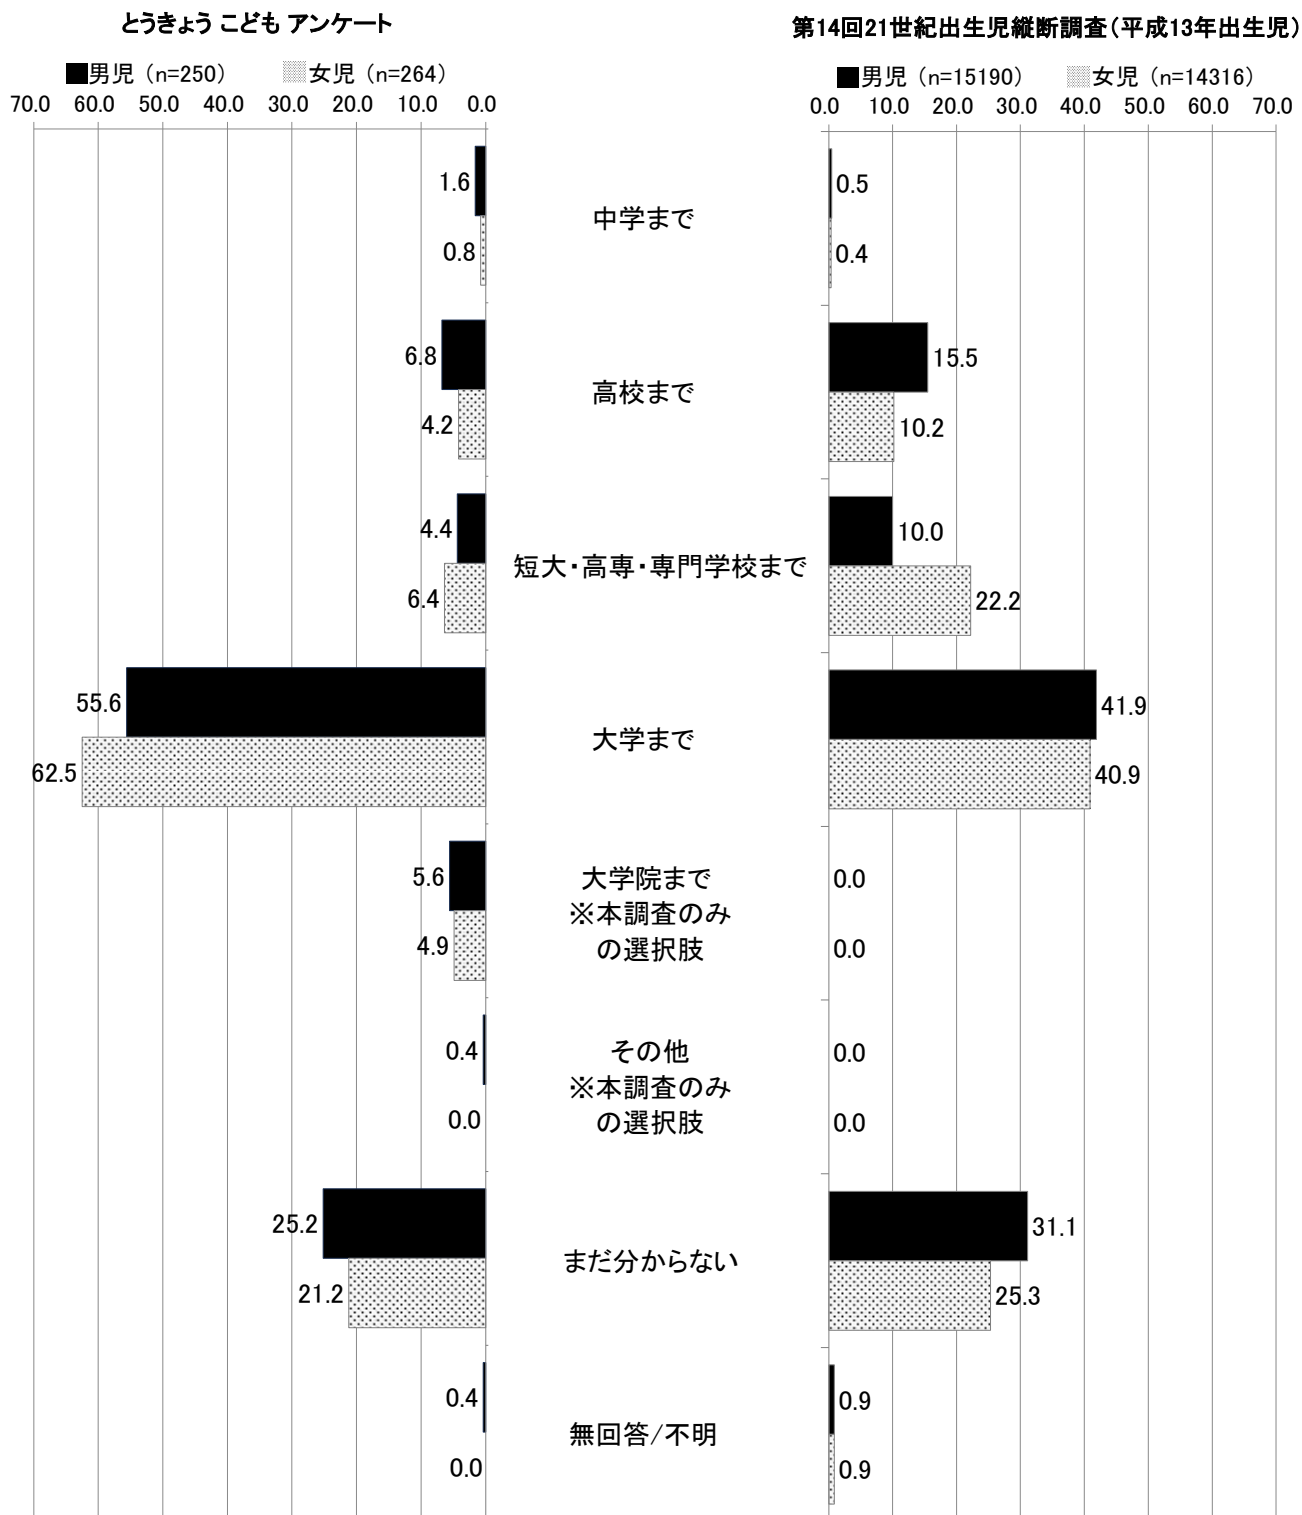 とうきょう こども アンケート
■男児（n=250） 女児（n=264）
70.0 60.0 50.0 40.0 30.0 20.0 10.0 0.0
第14回21世紀出生児縦断調査（平成13年出生児）
■男児（n=15190） 女児（n=14316）
0.0 10.0 20.0 30.0 40.0 50.0 60.0 70.0
1.6
0.8
中学まで
0.5
0.4
6.8
4.2
高校まで
15.5
10.2
4.4
6.4
短大・高専・専門学校まで
10.0
22.2
55.6
62.5
大学まで
41.9
40.9
5.6
4.9
大学院まで
※本調査のみ
の選択肢
0.0
0.0
0.4
0.0
その他
※本調査のみ
の選択肢
0.0
0.0
25.2
21.2
まだ分からない
31.1
25.3
0.4
0.0
無回答/不明
0.9
0.9